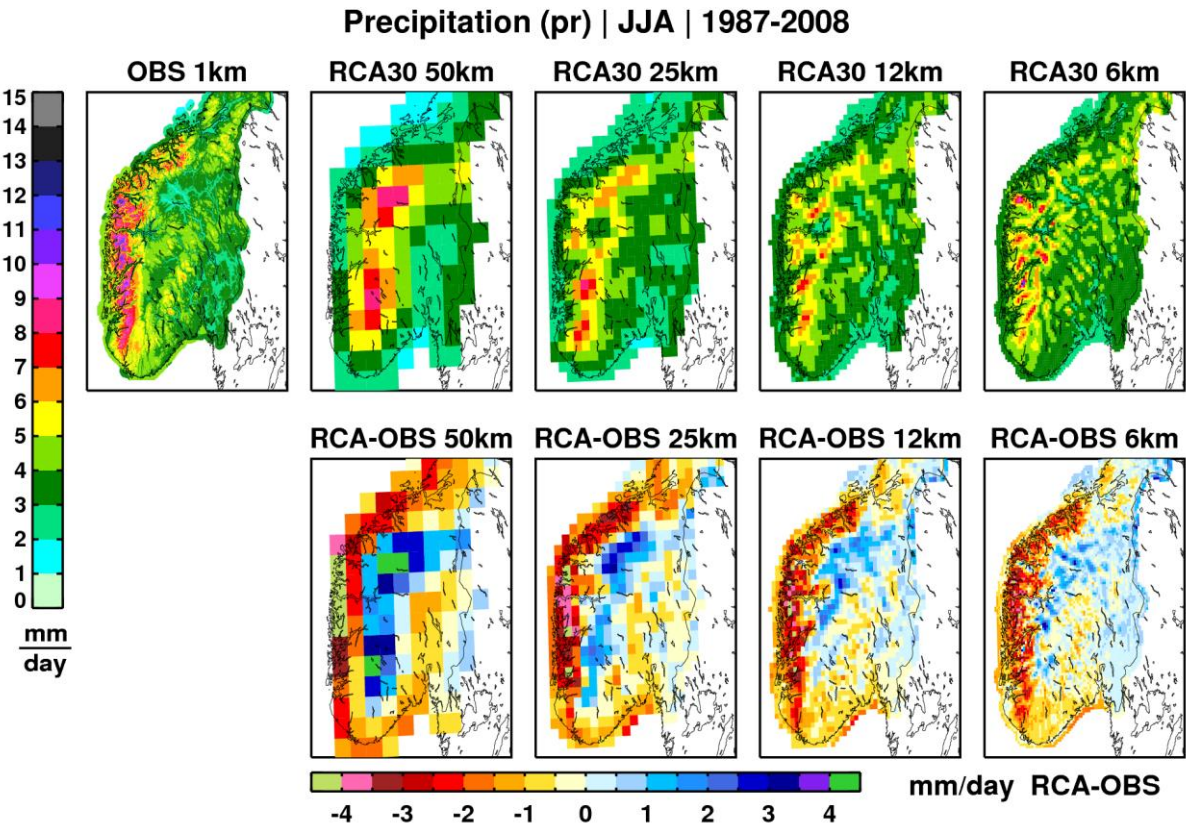 Precipitation (pr) | JJA | 1987-2008
OBS 1km
RCA30 50km
RCA30 25km
RCA30 12km
RCA30 6km
15
14
13
12
11
10
9
8
7
6
5
4
3
2
1
0
mm
day
RCA-OBS 50km
RCA-OBS 25km
RCA-OBS 12km
RCA-OBS 6km
-4 -3 -2 -1 0 1 2 3 4
mm/day RCA-OBS